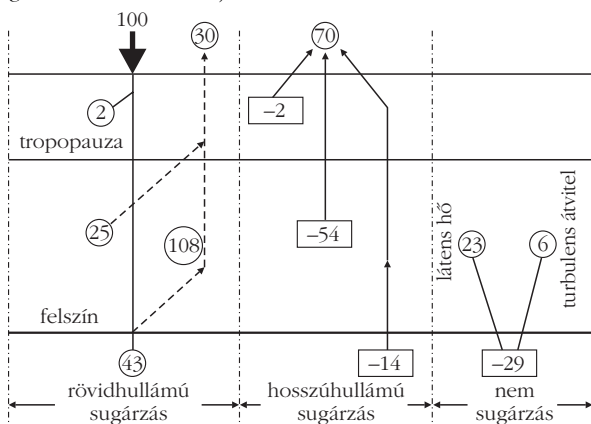 100
30
70
2
–2
tropopauza
25
108
–54
látens hő
23
6
turbulens átvitel
felszín
43
–14
–29
rövidhullámú
sugárzás
hosszúhullámú
sugárzás
nem
sugárzás